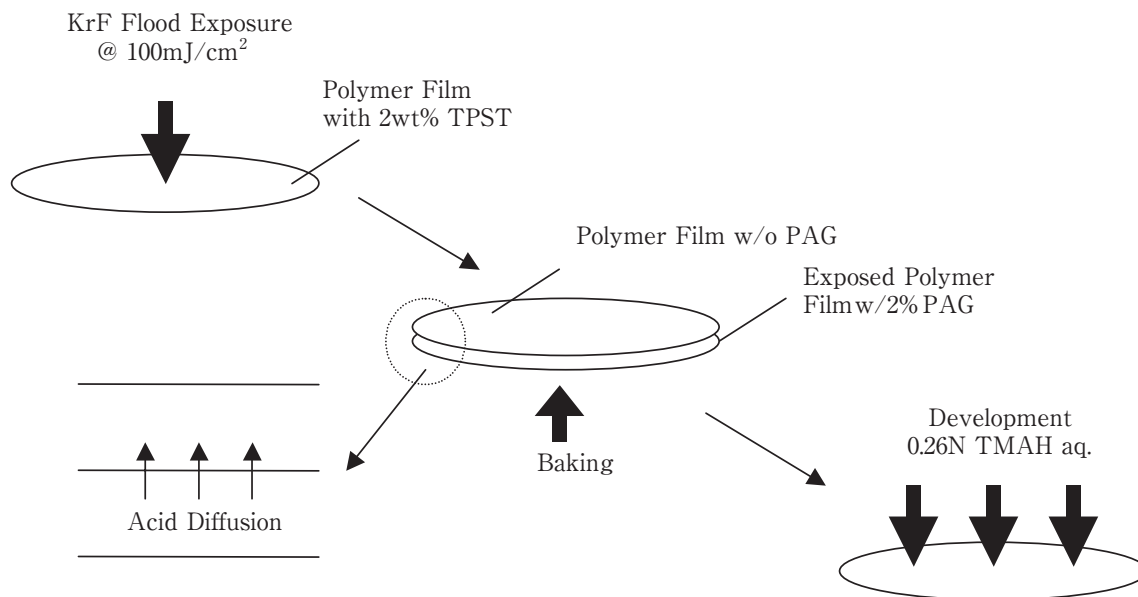 KrF Flood Exposure
@ 100mJ/cm²
Polymer Film
with 2wt% TPST
Polymer Film w/o PAG
Exposed Polymer
Film w/2% PAG
Baking
Acid Diffusion
Development
0.26N TMAH aq.